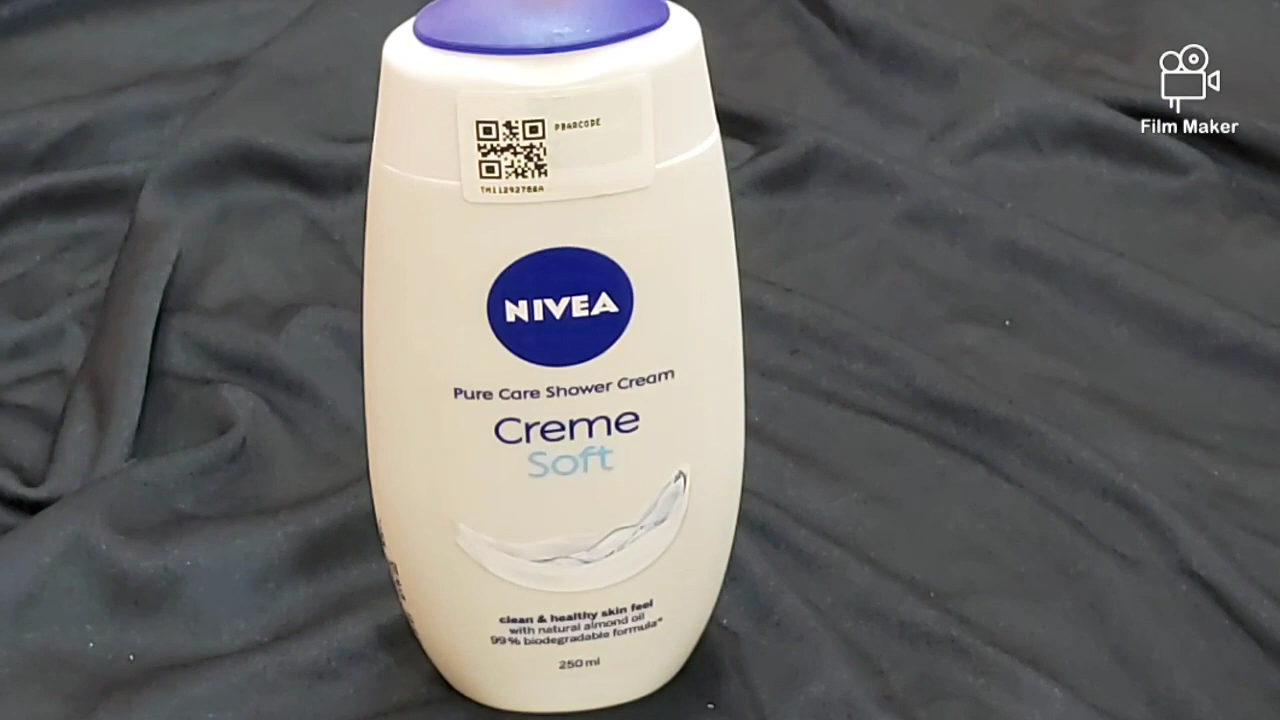 PBARCODE
TM11292786A
NIVEA
Pure Care Shower Cream
Creme
Soft
clean & healthy skin feel
with natural almond oil
99% biodegradable formula*
250 ml
Film Maker